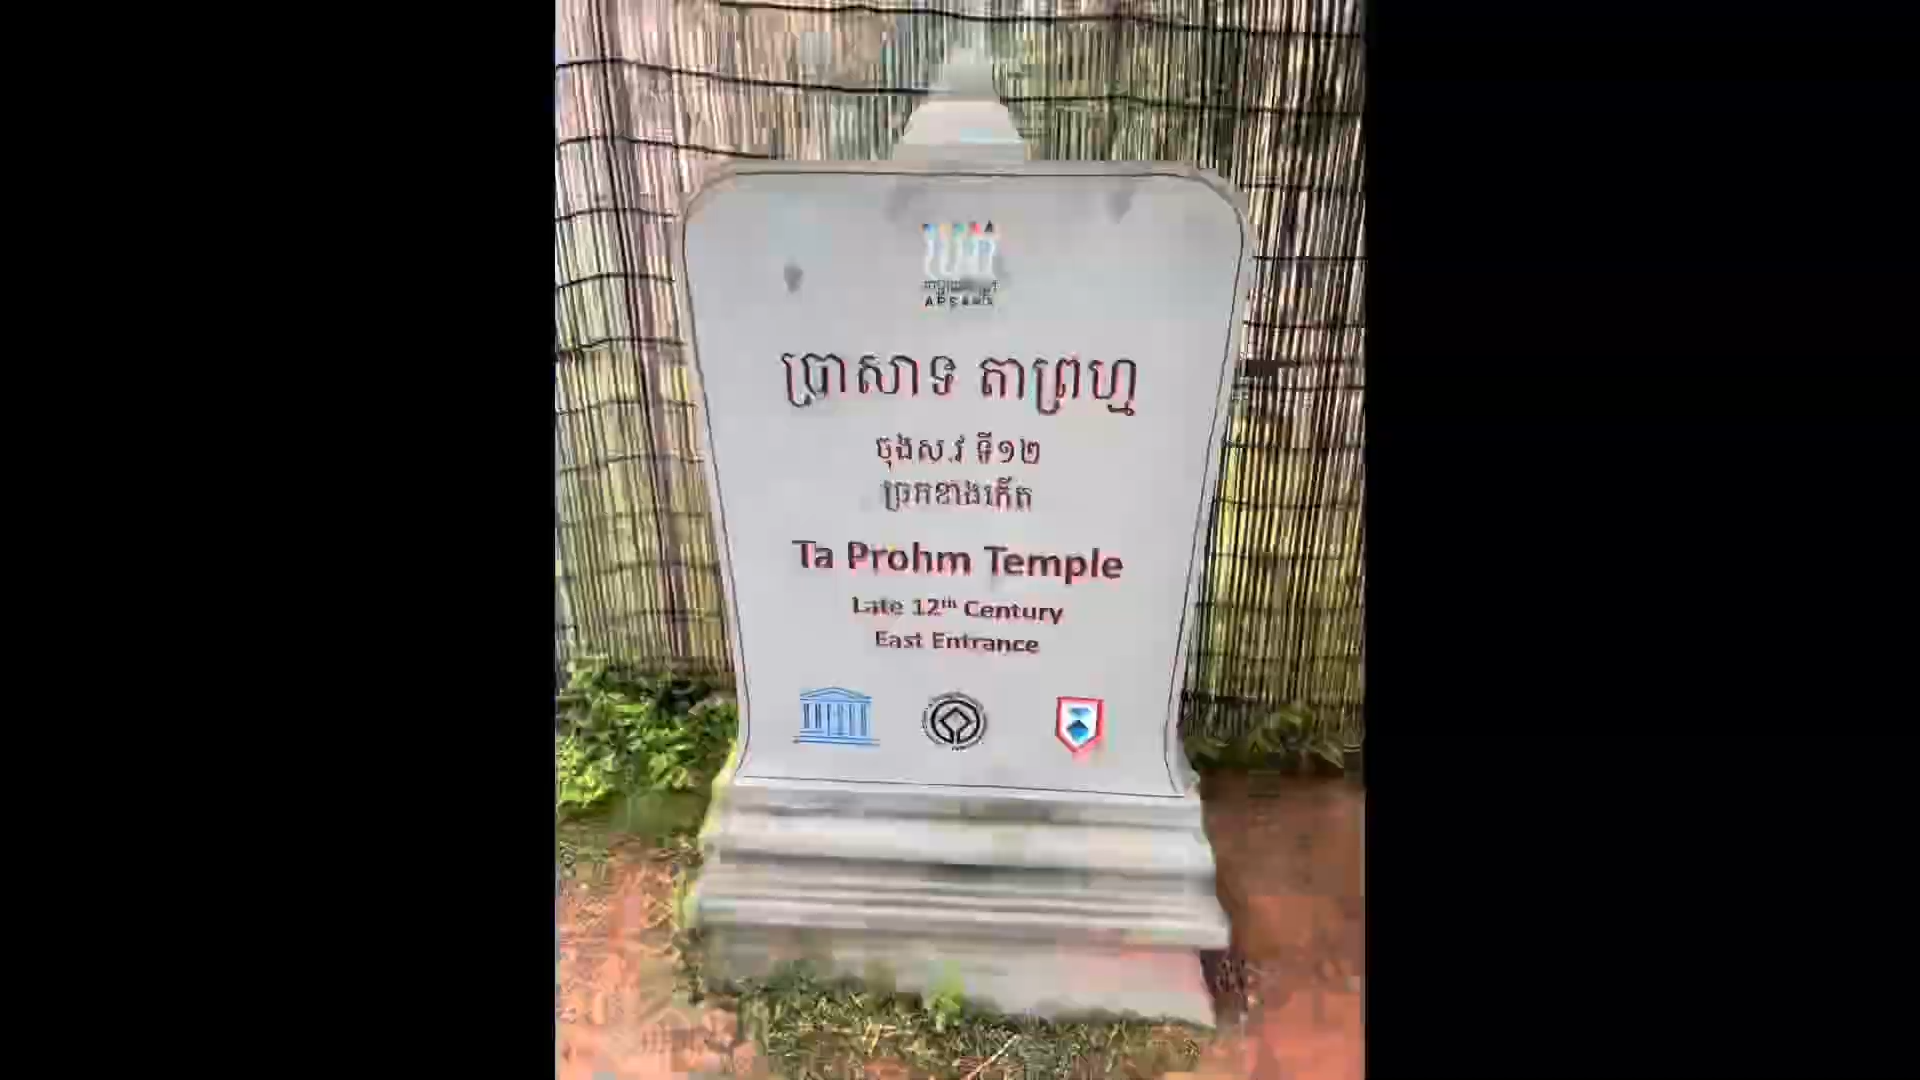 APSARA
ប្រាសាទ តាព្រហ្ម
ចុងស.វ ទី១២
ច្រកខាងកើត
Ta Prohm Temple
Late 12th Century
East Entrance